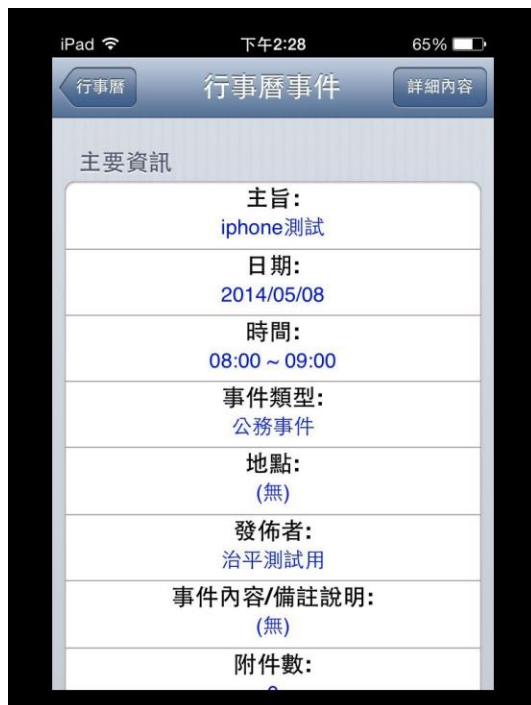 iPad 下午2:28 65%
行事曆 行事曆事件 詳細內容
主要資訊
主旨:
iphone測試
日期:
2014/05/08
時間:
08:00 ~ 09:00
事件類型:
公務事件
地點:
(無)
發佈者:
治平測試用
事件內容/備註說明:
(無)
附件數: